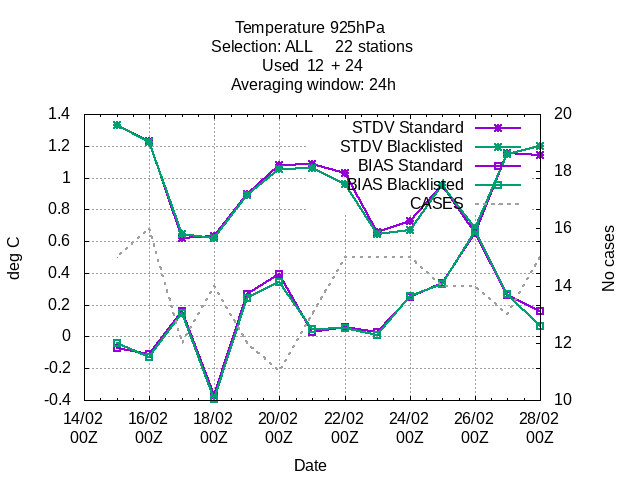 Temperature 925hPa
Selection: ALL 22 stations
Used 12 + 24
Averaging window: 24h
STDV Standard
STDV Blacklisted
BIAS Standard
BIAS Blacklisted
CASES
1.4
1.2
1
0.8
0.6
0.4
0.2
0
-0.2
-0.4
deg C
20
18
16
14
12
10
No cases
14/02 16/02 18/02 20/02 22/02 24/02 26/02 28/02
00Z 00Z 00Z 00Z 00Z 00Z 00Z 00Z
Date